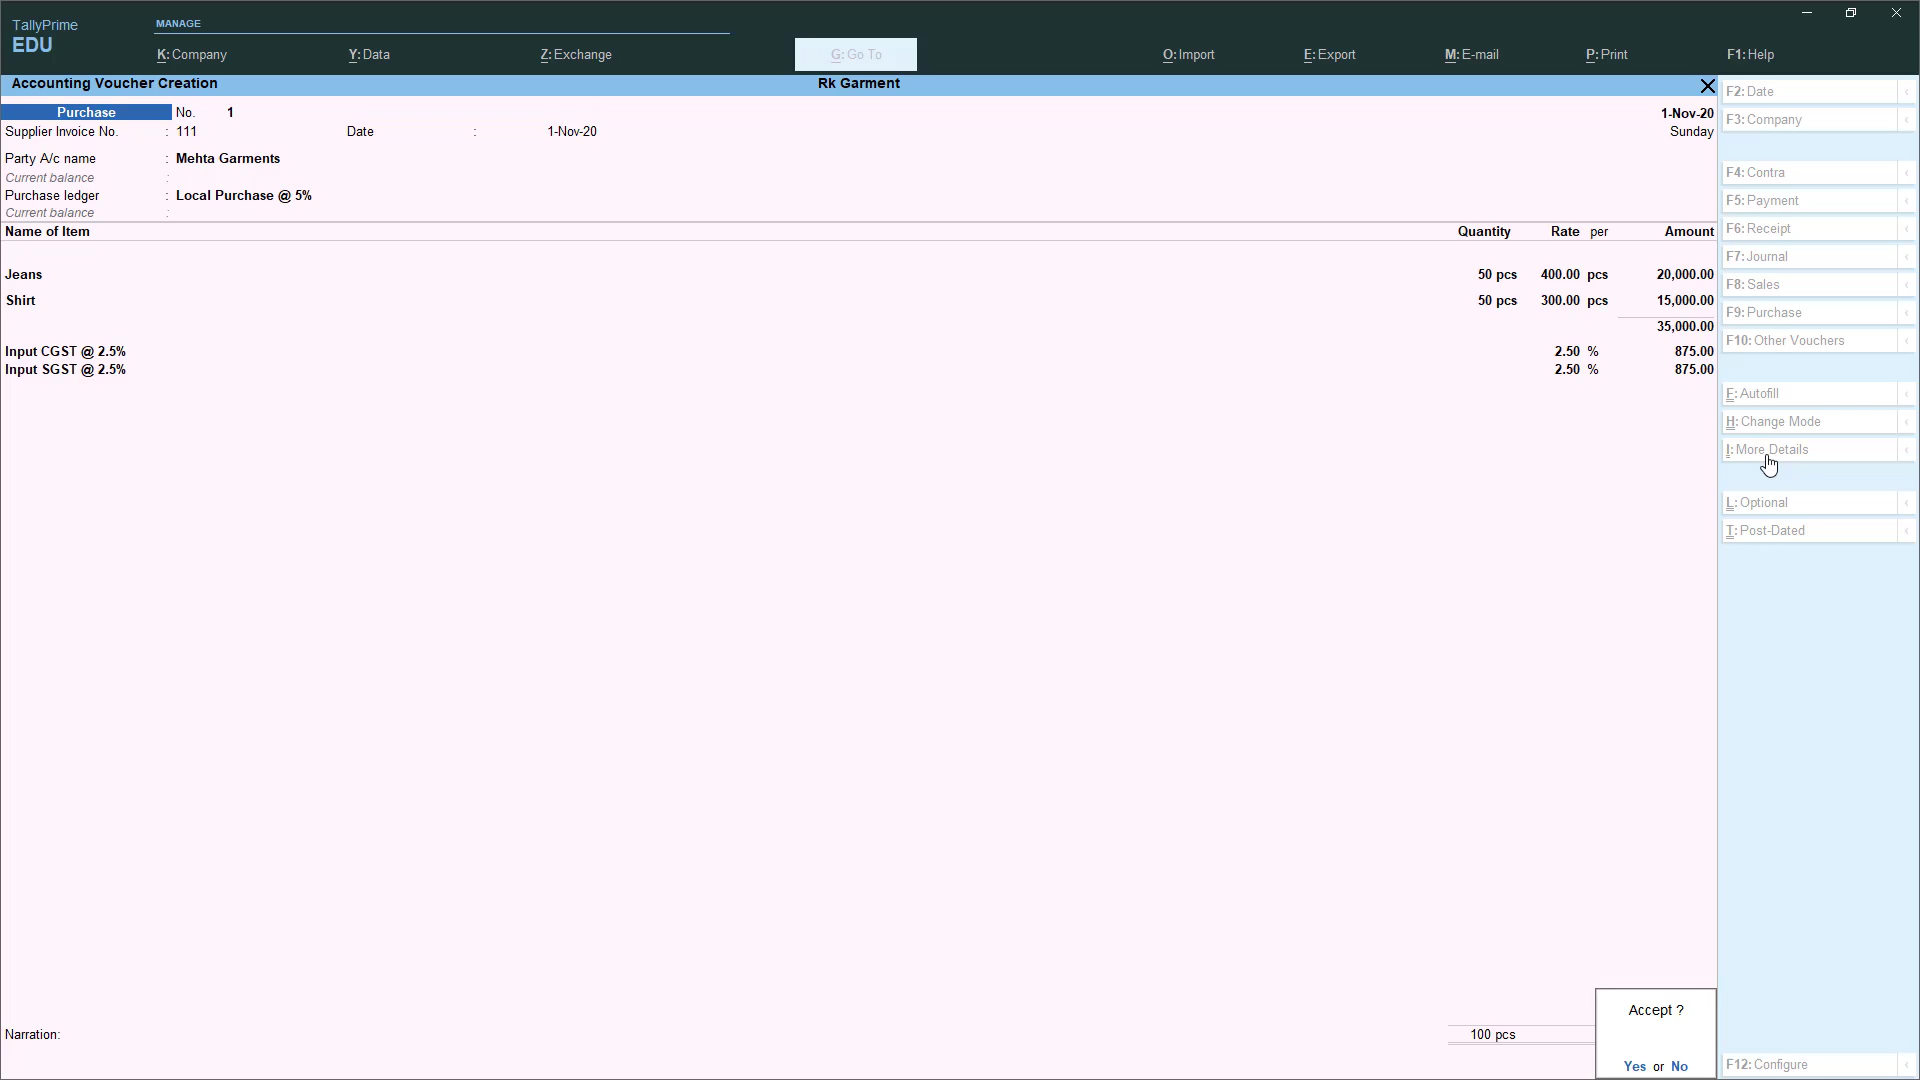 TallyPrime
EDU
MANAGE
K: Company
Y: Data
Z: Exchange
G: Go To
O: Import
E: Export
M: E-mail
P: Print
F1: Help
Accounting Voucher Creation
Rk Garment
Purchase No. 1
1-Nov-20
Supplier Invoice No. : 111 Date : 1-Nov-20
Sunday
Party A/c name : Mehta Garments
Current balance :
Purchase ledger : Local Purchase @ 5%
Current balance :
Name of Item Quantity Rate per Amount
Jeans 50 pcs 400.00 pcs 20,000.00
Shirt 50 pcs 300.00 pcs 15,000.00
35,000.00
Input CGST @ 2.5% 2.50 % 875.00
Input SGST @ 2.5% 2.50 % 875.00
Narration:
100 pcs
Accept ?
Yes or No
F2: Date
F3: Company
F4: Contra
F5: Payment
F6: Receipt
F7: Journal
F8: Sales
F9: Purchase
F10: Other Vouchers
F: Autofill
H: Change Mode
I: More Details
L: Optional
T: Post-Dated
F12: Configure